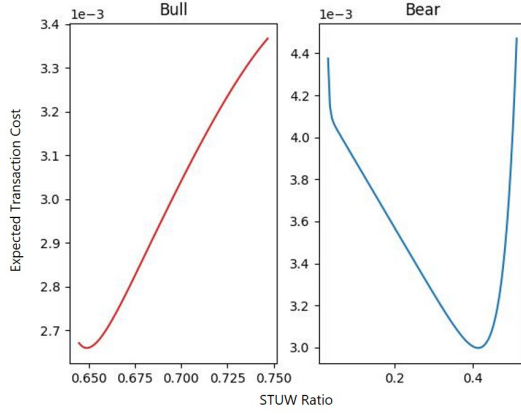 Bull
Bear
1e−3
1e−3
3.4
3.3
3.2
3.1
3.0
2.9
2.8
2.7
4.4
4.2
4.0
3.8
3.6
3.4
3.2
3.0
Expected Transaction Cost
0.650 0.675 0.700 0.725 0.750
0.2 0.4
STUW Ratio